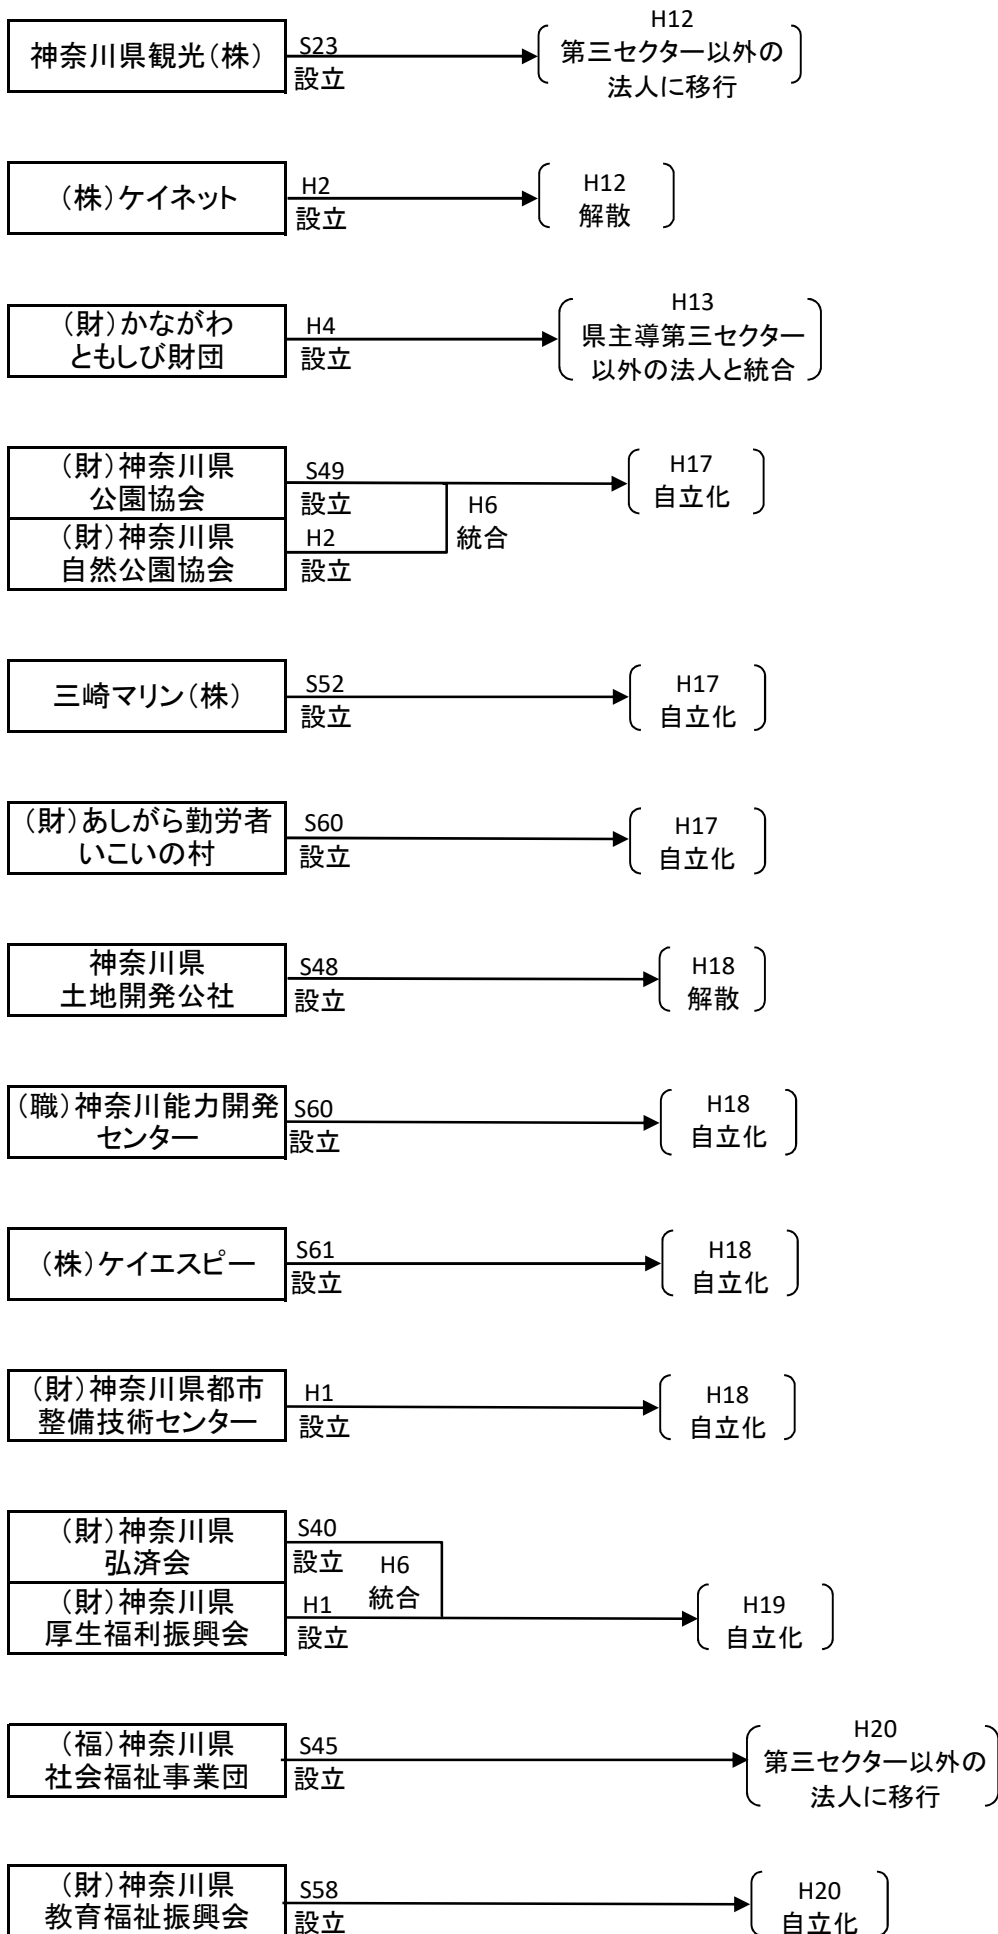 神奈川県観光（株）
S23
設立
H12
第三セクター以外の
法人に移行
（株）ケイネット
H2
設立
H12
解散
（財）かながわ
ともしび財団
H4
設立
H13
県主導第三セクター
以外の法人と統合
（財）神奈川県
公園協会
S49
設立
（財）神奈川県
自然公園協会
H2
設立
H6
統合
H17
自立化
三崎マリン（株）
S52
設立
H17
自立化
（財）あしがら勤労者
いこいの村
S60
設立
H17
自立化
神奈川県
土地開発公社
S48
設立
H18
解散
（職）神奈川能力開発
センター
S60
設立
H18
自立化
（株）ケイエスピー
S61
設立
H18
自立化
（財）神奈川県都市
整備技術センター
H1
設立
H18
自立化
（財）神奈川県
弘済会
S40
設立
（財）神奈川県
厚生福利振興会
H1
設立
H6
統合
H19
自立化
（福）神奈川県
社会福祉事業団
S45
設立
H20
第三セクター以外の
法人に移行
（財）神奈川県
教育福祉振興会
S58
設立
H20
自立化